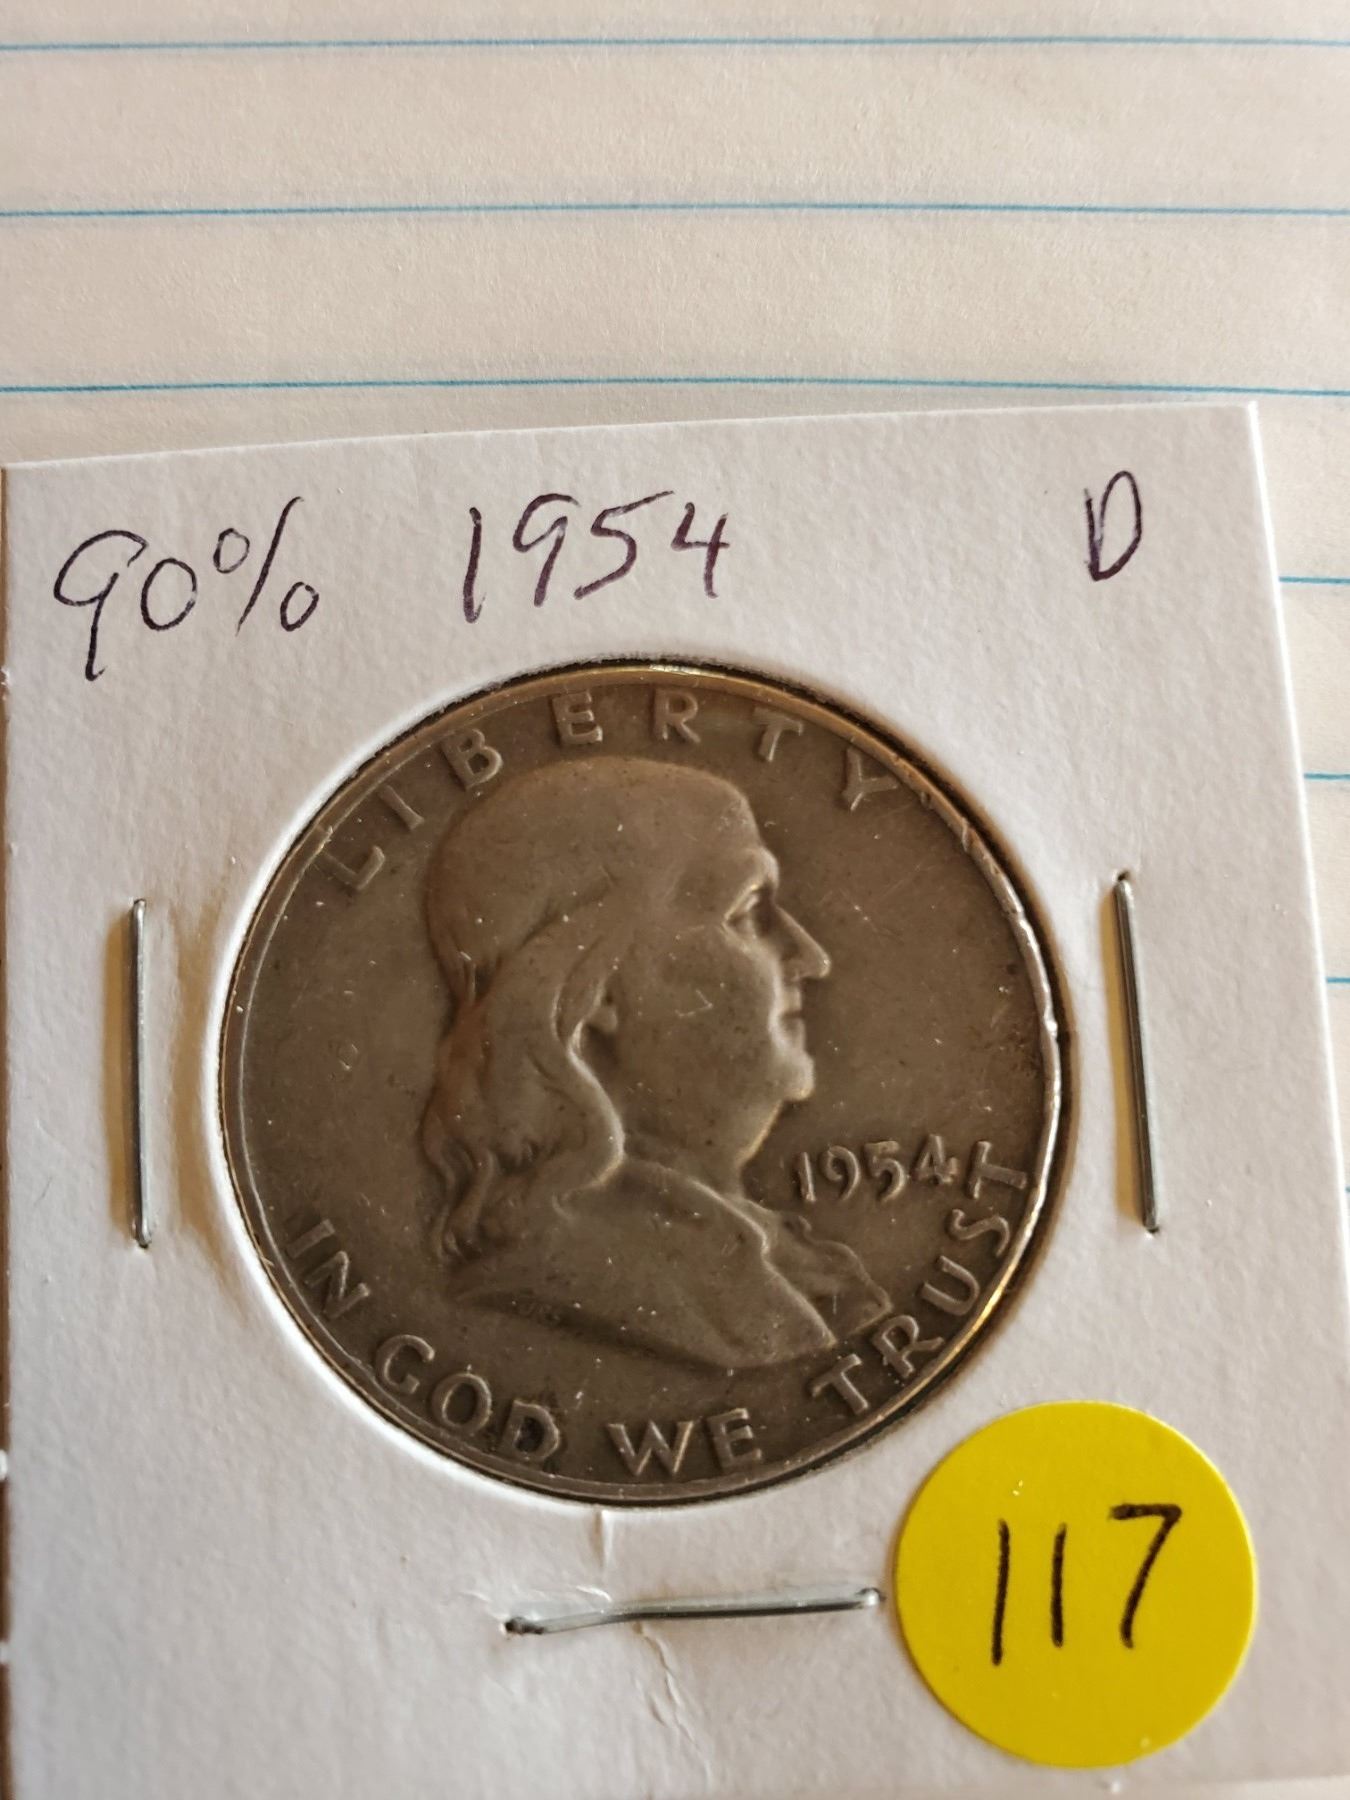 90% 1954 D
LIBERTY
1954
IN GOD WE TRUST
117